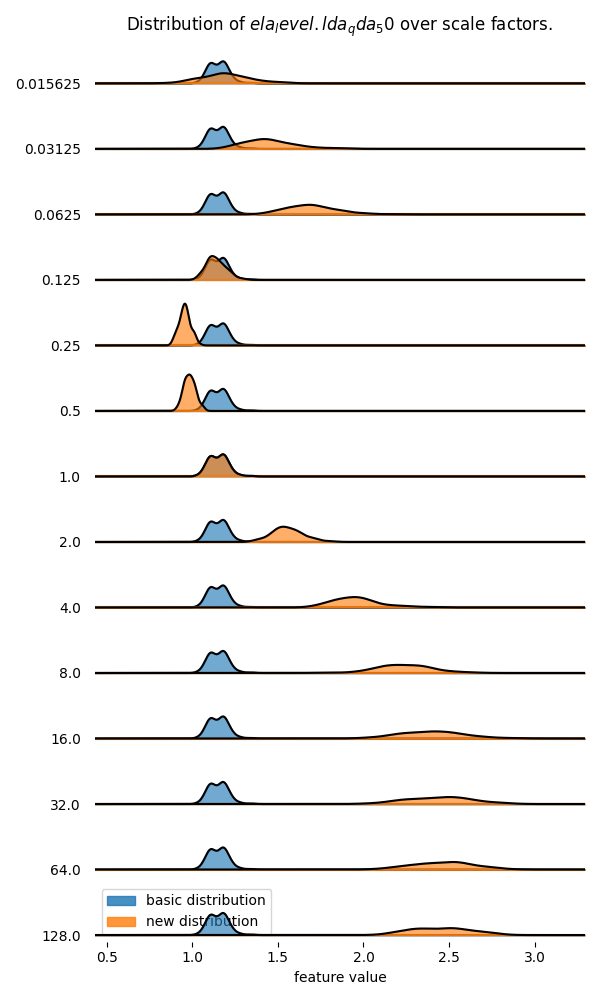 Distribution of ela_level.lda_qda_50 over scale factors.
0.015625
0.03125
0.0625
0.125
0.25
0.5
1.0
2.0
4.0
8.0
16.0
32.0
64.0
basic distribution
new distribution
128.0
0.5 1.0 1.5 2.0 2.5 3.0
feature value